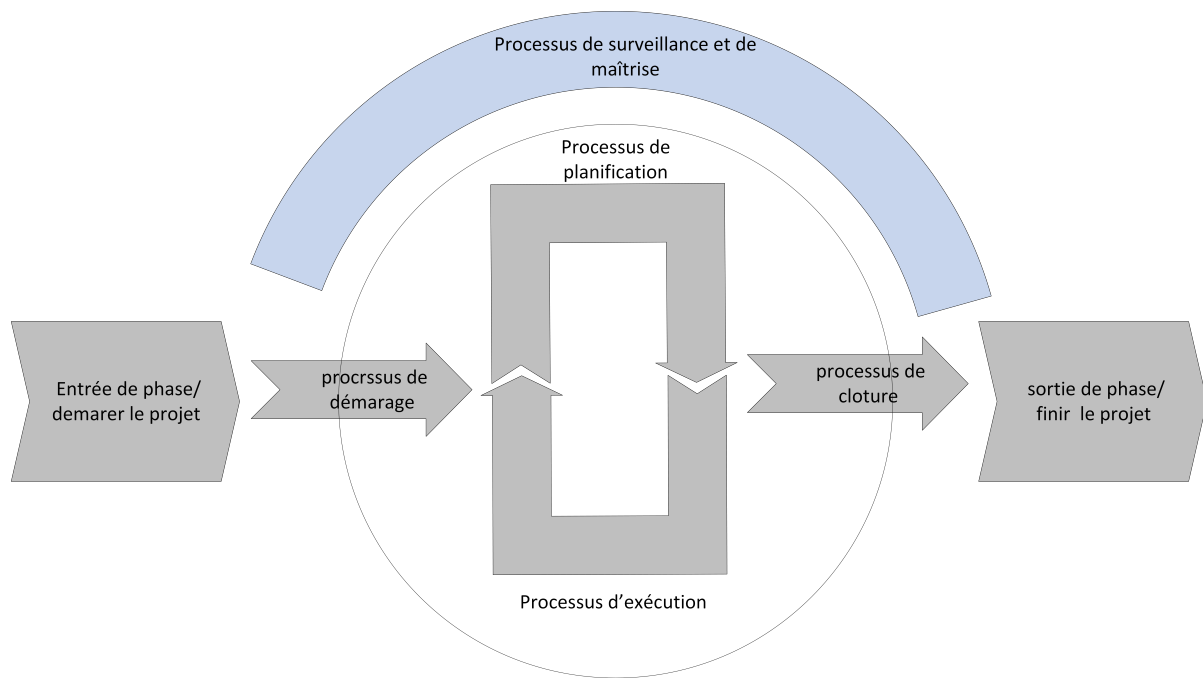 Processus de surveillance et de
maîtrise
Processus de
planification
Entrée de phase/
demarer le projet
procrssus de
démarage
processus de
cloture
sortie de phase/
finir le projet
Processus d’exécution